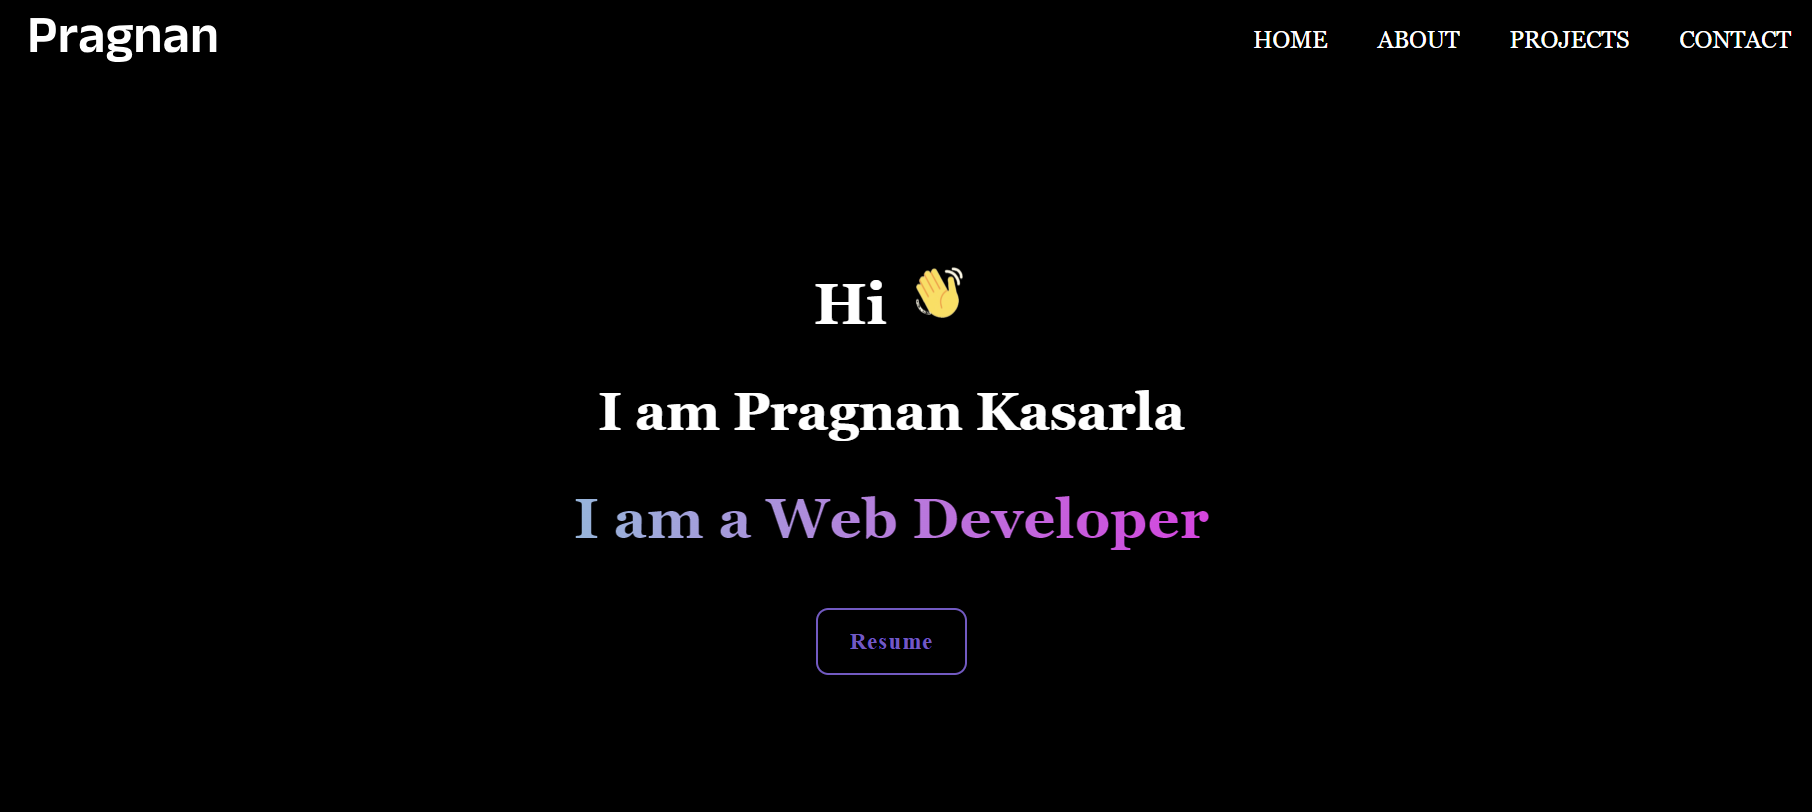 Pragnan
HOME ABOUT PROJECTS CONTACT
Hi 👋
I am Pragnan Kasarla
I am a Web Developer
Resume